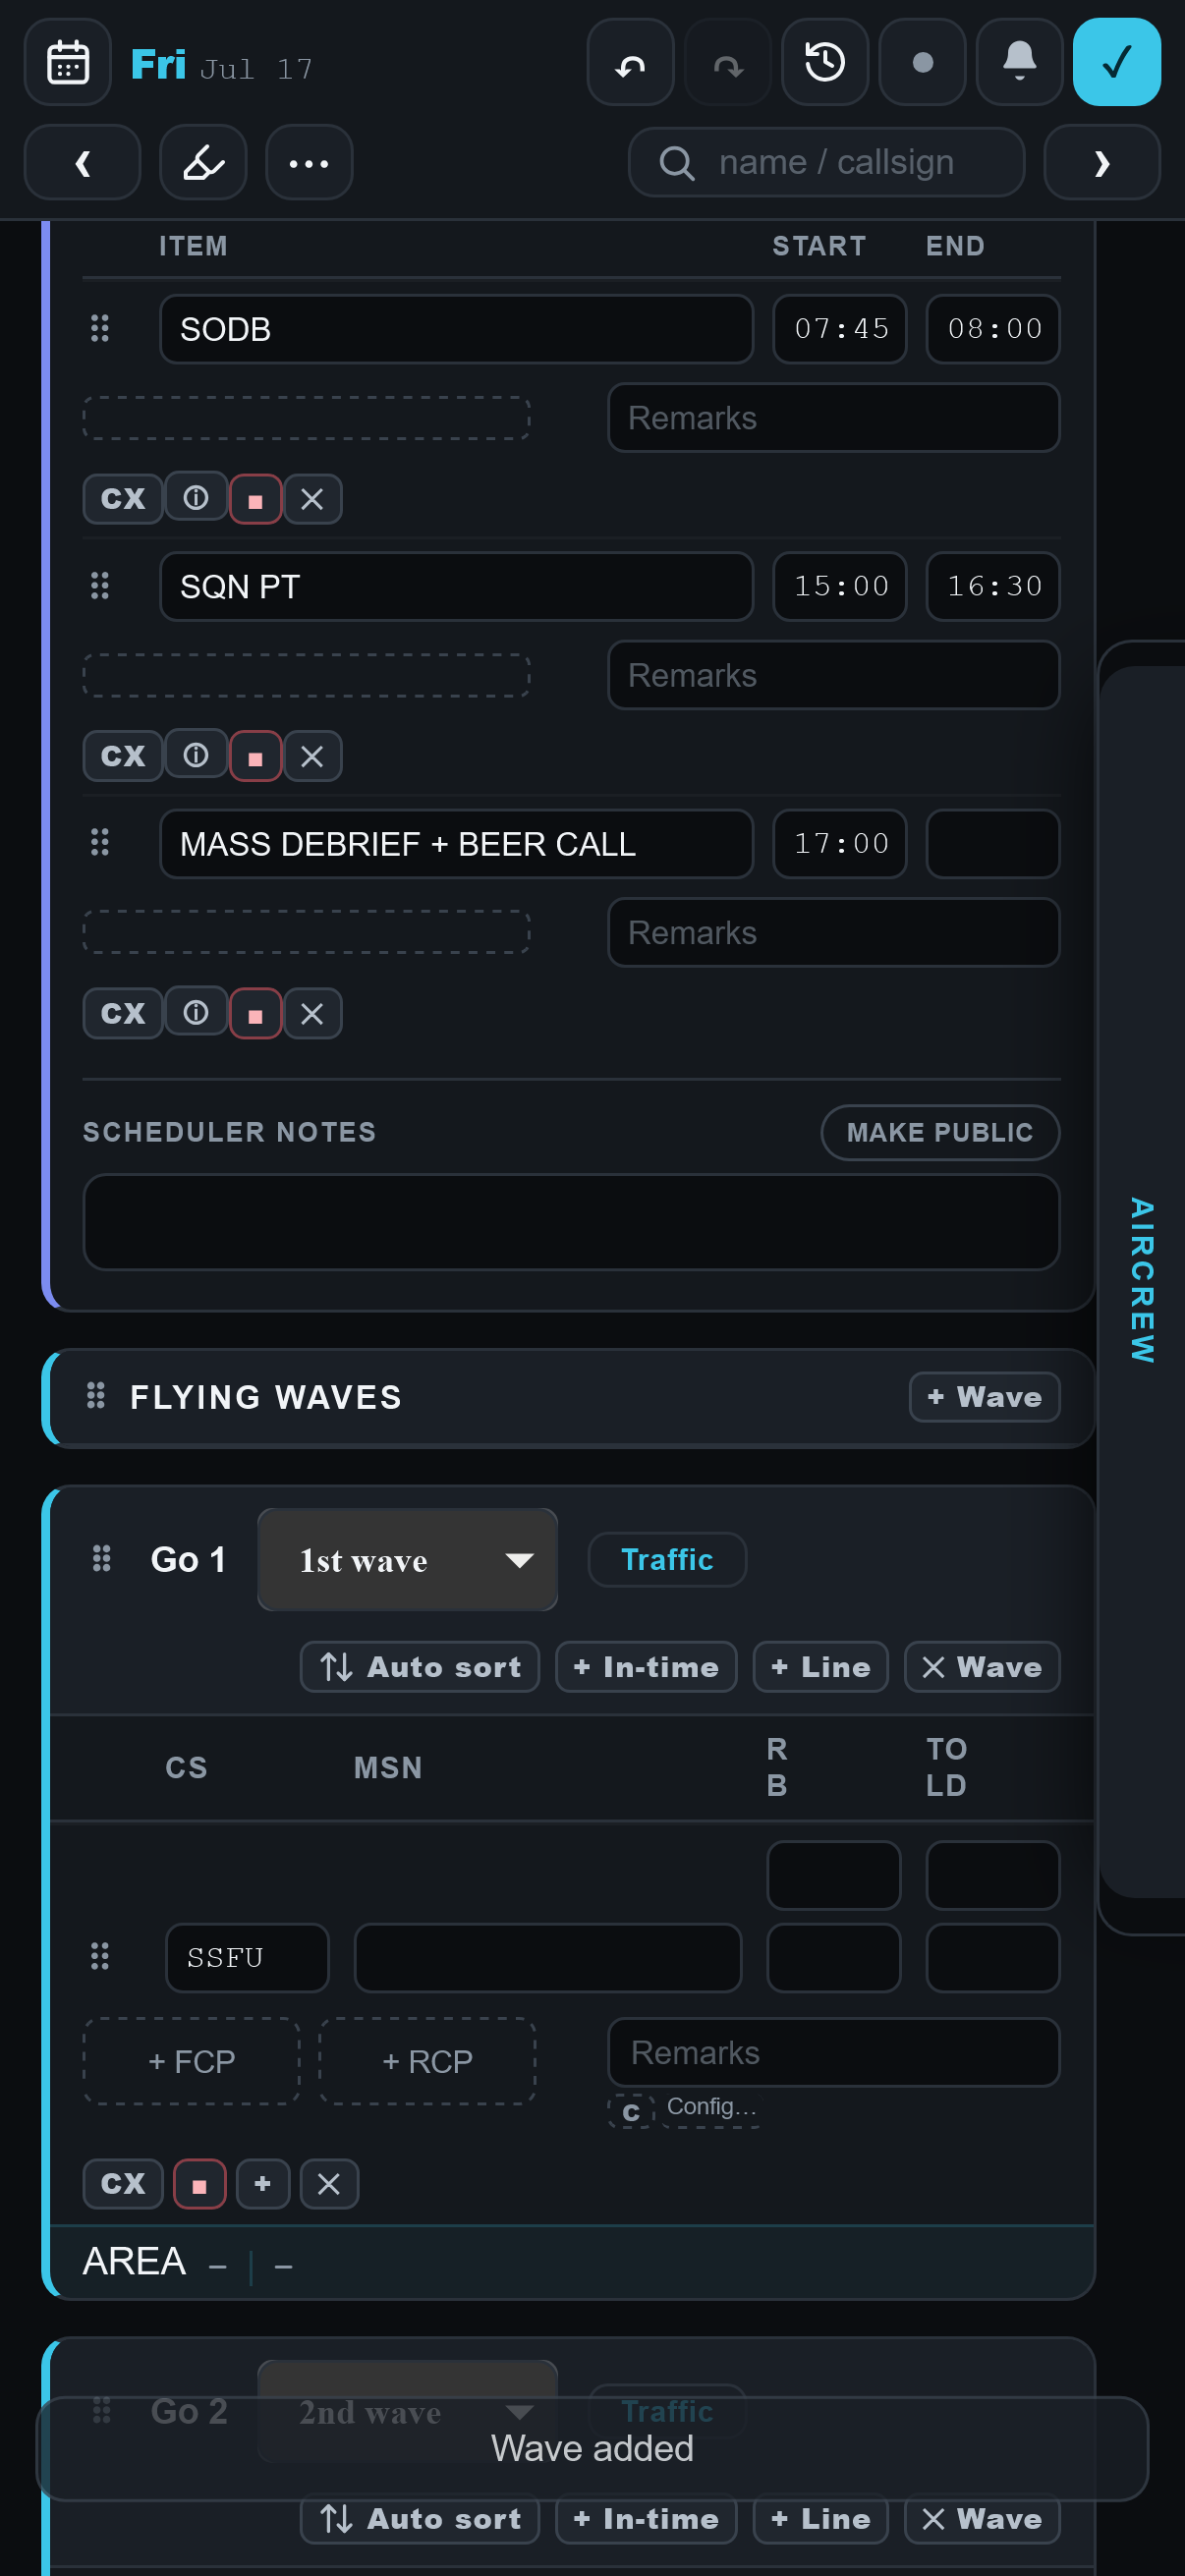 Fri Jul 17
name / callsign
ITEM START END
SODB 07:45 08:00
Remarks
CX
SQN PT 15:00 16:30
Remarks
CX
MASS DEBRIEF + BEER CALL 17:00
Remarks
CX
SCHEDULER NOTES MAKE PUBLIC
AIRCREW
FLYING WAVES + Wave
Go 1 1st wave Traffic
Auto sort + In-time + Line × Wave
CS MSN R TO
B LD
SSFU
+ FCP + RCP Remarks
C Config...
CX + ×
AREA – | –
Go 2 2nd wave Traffic
Wave added
Auto sort + In-time + Line × Wave